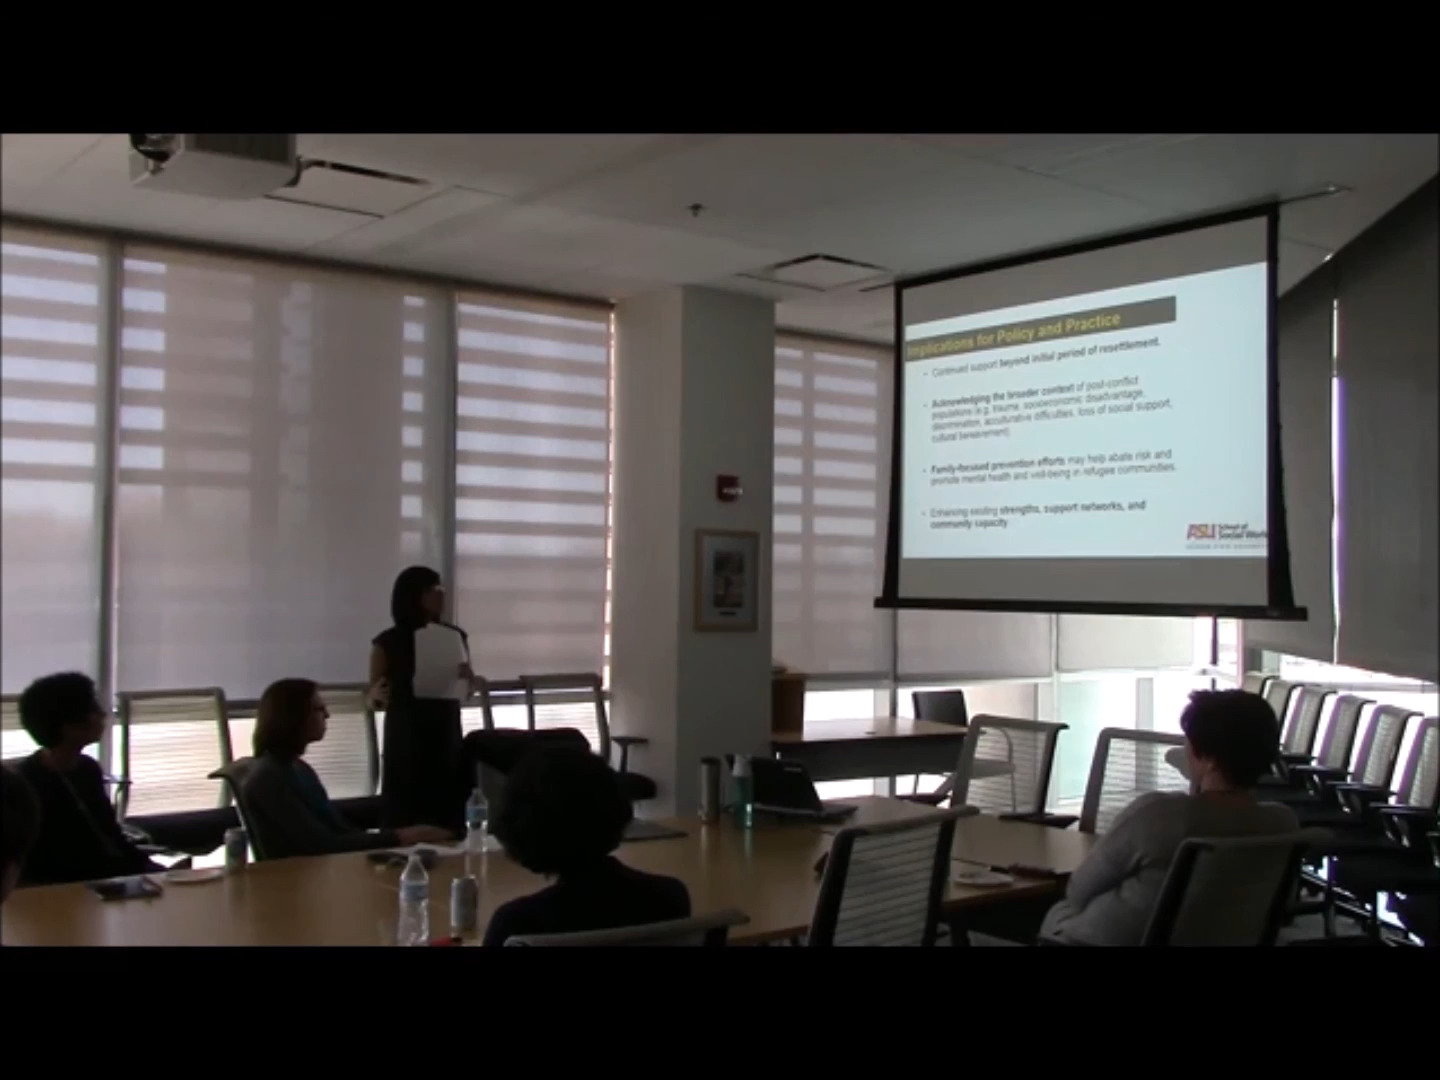 Implications for Policy and Practice
• Continued support beyond initial period of resettlement.
• Acknowledging the broader context of post-conflict
populations (e.g. trauma, socioeconomic disadvantage,
discrimination, acculturative difficulties, loss of social support,
cultural bereavement)
• Family-focused prevention efforts may help abate risk and
promote mental health and well-being in refugee communities.
• Enhancing existing strengths, support networks, and
community capacity
ASU School of
Social Work